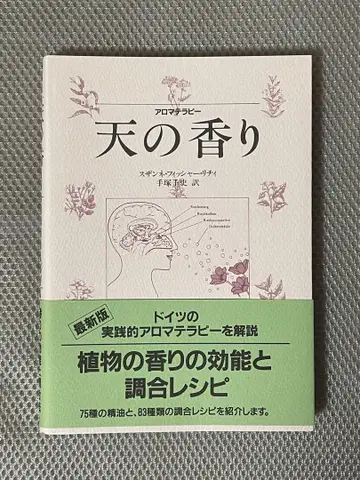 アロマテラピー
天の香り
スザンネ・フィッシャー・リチィ
手塚千史 訳
最新版
ドイツの
実践的アロマテラピーを解説
植物の香りの効能と
調合レシピ
75種の精油と、83種類の調合レシピを紹介します。